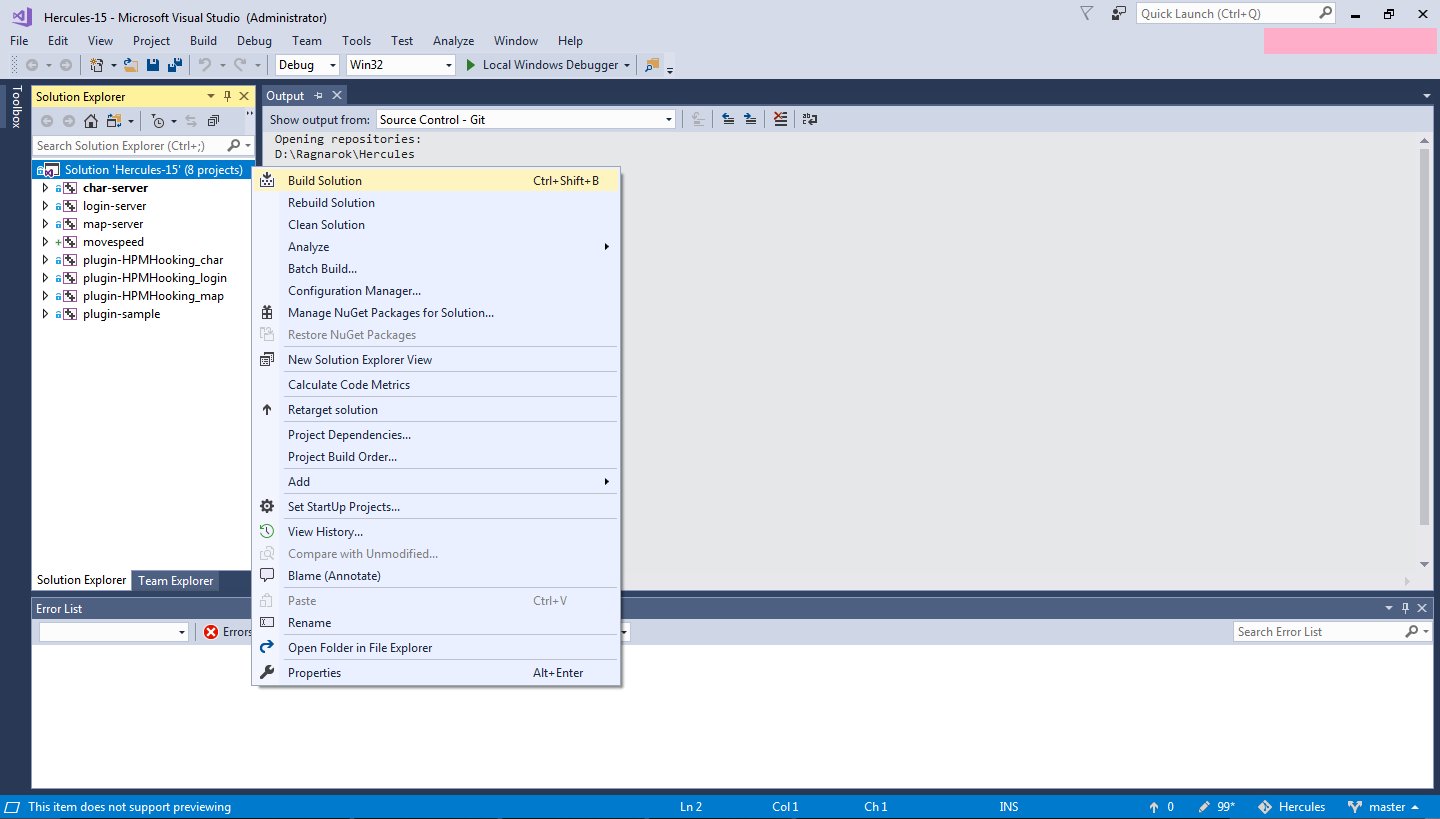 Hercules-15 - Microsoft Visual Studio (Administrator)
Quick Launch (Ctrl+Q)
File Edit View Project Build Debug Team Tools Test Analyze Window Help
Debug Win32 Local Windows Debugger
Toolbox
Solution Explorer
Output
Show output from: Source Control - Git
Search Solution Explorer (Ctrl+;)
Opening repositories:
D:\Ragnarok\Hercules
Solution 'Hercules-15' (8 projects)
char-server
login-server
map-server
movespeed
plugin-HPMHooking_char
plugin-HPMHooking_login
plugin-HPMHooking_map
plugin-sample
Build Solution Ctrl+Shift+B
Rebuild Solution
Clean Solution
Analyze
Batch Build...
Configuration Manager...
Manage NuGet Packages for Solution...
Restore NuGet Packages
New Solution Explorer View
Calculate Code Metrics
Retarget solution
Project Dependencies...
Project Build Order...
Add
Set StartUp Projects...
View History...
Compare with Unmodified...
Blame (Annotate)
Paste Ctrl+V
Rename
Open Folder in File Explorer
Properties Alt+Enter
Solution Explorer Team Explorer
Error List
Errors
Search Error List
This item does not support previewing Ln 2 Col 1 Ch 1 INS 0 99* Hercules master